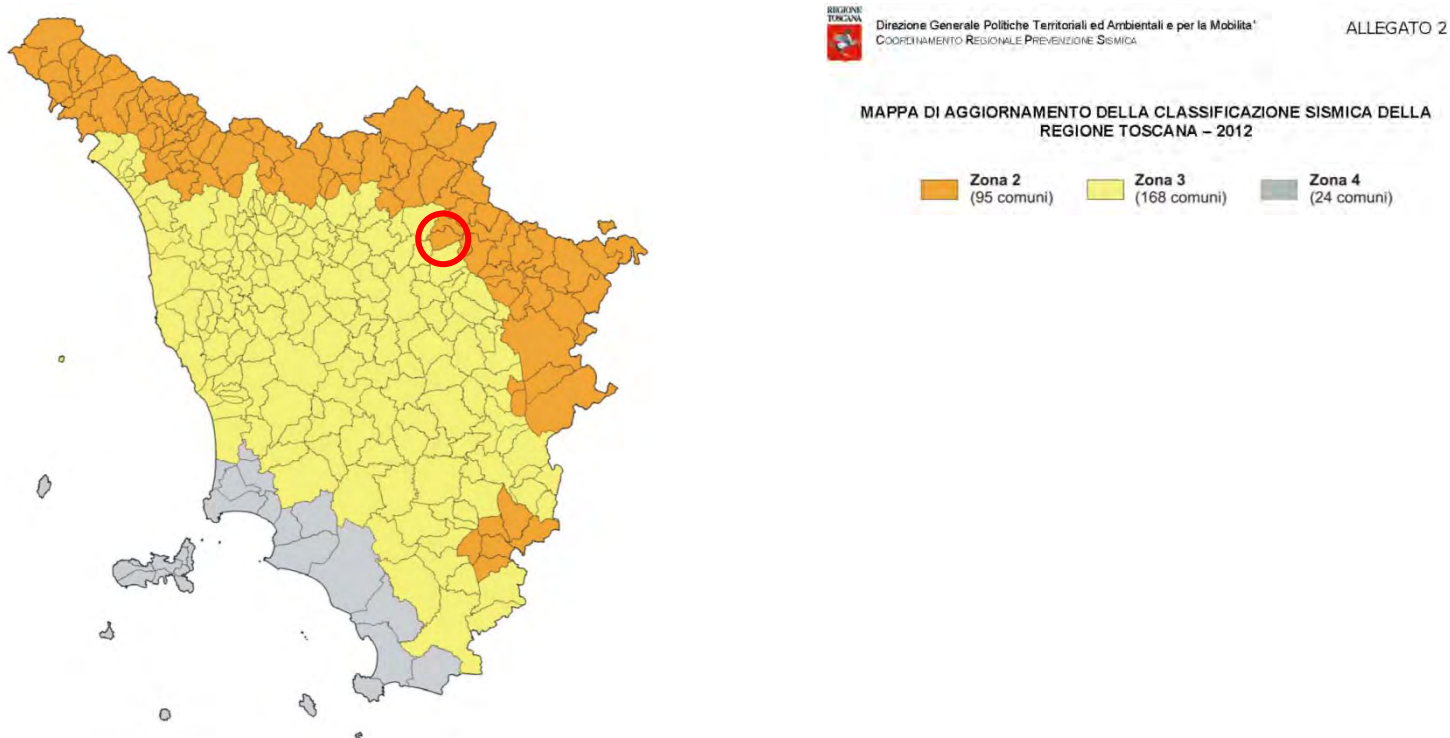 REGIONE
TOSCANA
Direzione Generale Politiche Territoriali ed Ambientali e per la Mobilita'
COORDINAMENTO REGIONALE PREVENZIONE SISMICA
ALLEGATO 2
MAPPA DI AGGIORNAMENTO DELLA CLASSIFICAZIONE SISMICA DELLA
REGIONE TOSCANA – 2012
Zona 2
(95 comuni)
Zona 3
(168 comuni)
Zona 4
(24 comuni)